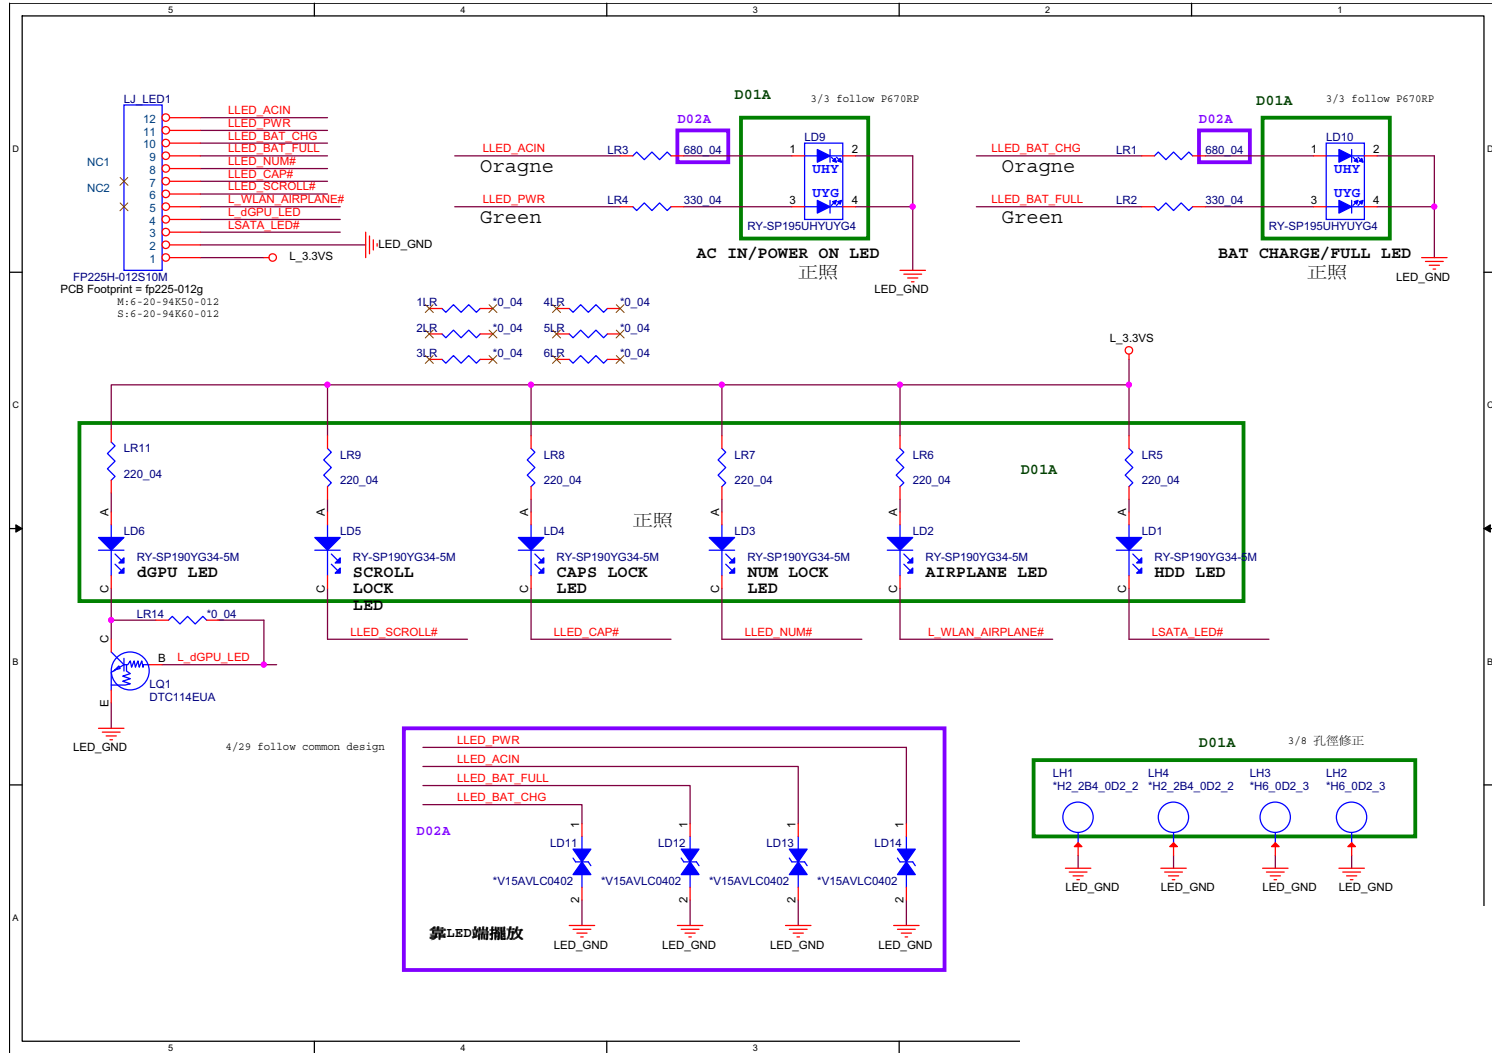 5
4
3
2
1
D
D
C
C
B
B
A
LJ_LED1
12
11
10
9
8
7
6
5
4
3
2
1
NC1
NC2
LLED_ACIN
LLED_PWR
LLED_BAT_CHG
LLED_BAT_FULL
LLED_NUM#
LLED_CAP#
LLED_SCROLL#
L_WLAN_AIRPLANE#
L_dGPU_LED
LSATA_LED#
LED_GND
L_3.3VS
FP225H-012S10M
PCB Footprint = fp225-012g
M:6-20-94K50-012
S:6-20-94K60-012
D01A
3/3 follow P670RP
D02A
LLED_ACIN
LR3
680_04
Oragne
LD9
1
2
UHY
UYG
3
4
LLED_PWR
LR4
330_04
Green
RY-SP195UHYUYG4
AC IN/POWER ON LED
正照
LED_GND
D01A
3/3 follow P670RP
D02A
LLED_BAT_CHG
LR1
680_04
Oragne
LD10
1
2
UHY
UYG
3
4
LLED_BAT_FULL
LR2
330_04
Green
RY-SP195UHYUYG4
BAT CHARGE/FULL LED
正照
LED_GND
1LR
*0_04
4LR
*0_04
2LR
*0_04
5LR
*0_04
3LR
*0_04
6LR
*0_04
L_3.3VS
D01A
正照
LR11
220_04
A
LD6
RY-SP190YG34-5M
dGPU LED
C
LR9
220_04
A
LD5
RY-SP190YG34-5M
SCROLL
LOCK
LED
C
LLED_SCROLL#
LR8
220_04
A
LD4
RY-SP190YG34-5M
CAPS LOCK
LED
C
LLED_CAP#
LR7
220_04
A
LD3
RY-SP190YG34-5M
NUM LOCK
LED
C
LLED_NUM#
LR6
220_04
A
LD2
RY-SP190YG34-5M
AIRPLANE LED
C
L_WLAN_AIRPLANE#
LR5
220_04
A
LD1
RY-SP190YG34-5M
HDD LED
C
LSATA_LED#
LR14
*0_04
C
B
L_dGPU_LED
LQ1
DTC114EUA
E
LED_GND
4/29 follow common design
LLED_PWR
LLED_ACIN
LLED_BAT_FULL
LLED_BAT_CHG
D02A
1
LD11
*V15AVLC0402
2
LED_GND
1
LD12
*V15AVLC0402
2
LED_GND
1
LD13
*V15AVLC0402
2
LED_GND
1
LD14
*V15AVLC0402
2
LED_GND
靠LED端擺放
D01A
3/8 孔徑修正
LH1
*H2_2B4_0D2_2
LED_GND
LH4
*H2_2B4_0D2_2
LED_GND
LH3
*H6_0D2_3
LED_GND
LH2
*H6_0D2_3
LED_GND
5
4
3